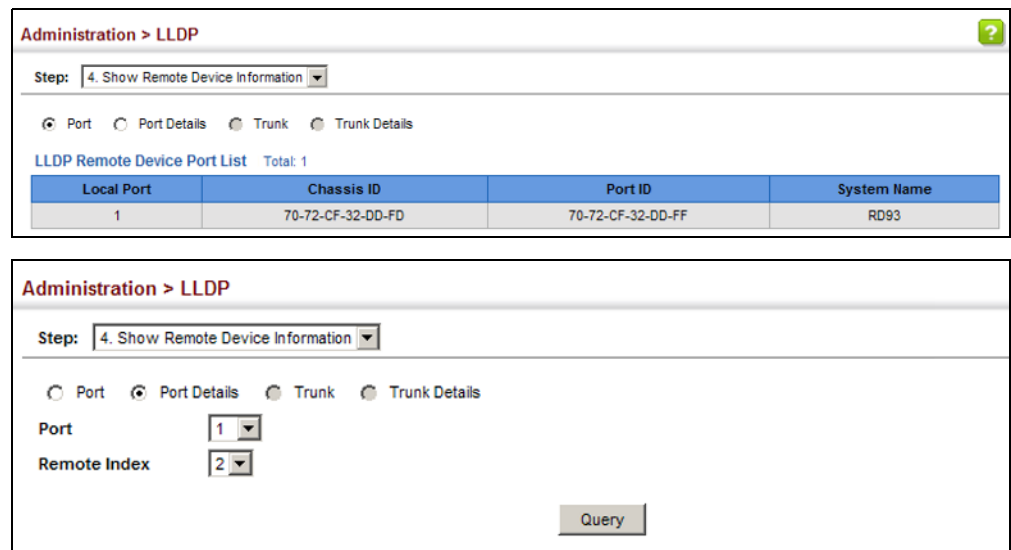 Administration > LLDP
?
Step: 4. Show Remote Device Information
Port Port Details Trunk Trunk Details
LLDP Remote Device Port List Total: 1
Local Port Chassis ID Port ID System Name
1 70-72-CF-32-DD-FD 70-72-CF-32-DD-FF RD93
Administration > LLDP
Step: 4. Show Remote Device Information
Port Port Details Trunk Trunk Details
Port 1
Remote Index 2
Query